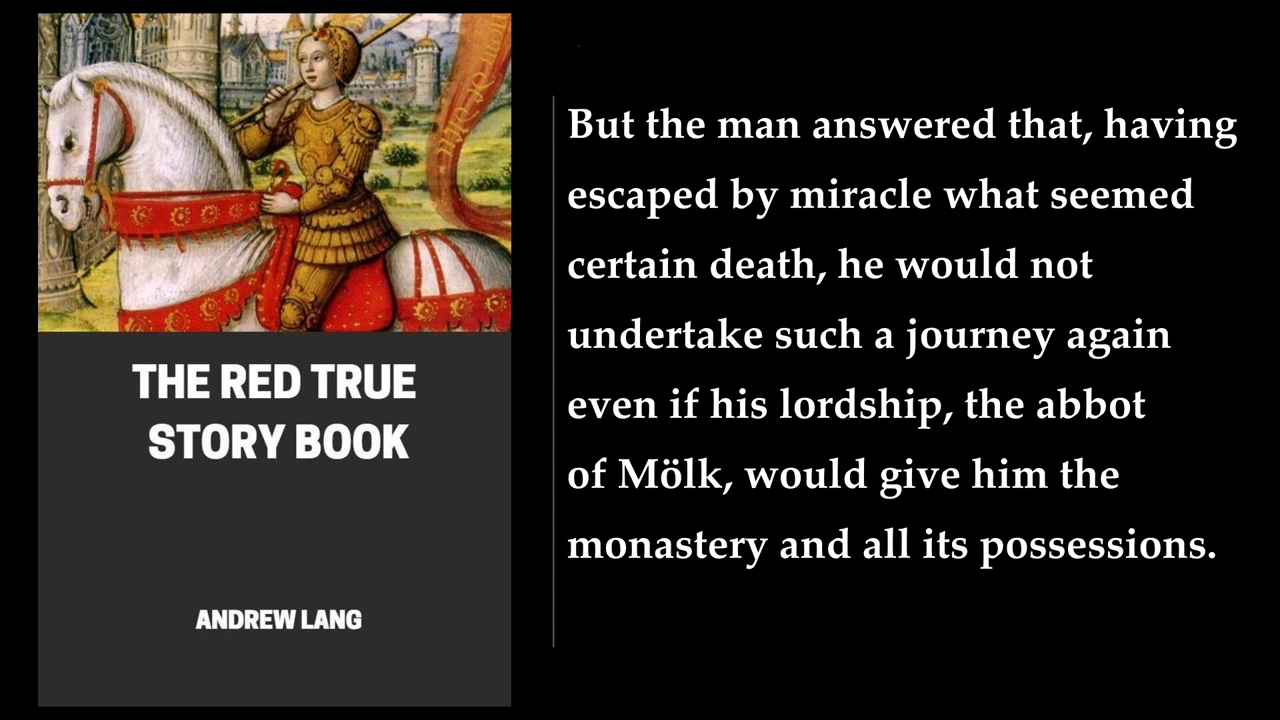 THE RED TRUE
STORY BOOK
ANDREW LANG
But the man answered that, having
escaped by miracle what seemed
certain death, he would not
undertake such a journey again
even if his lordship, the abbot
of Mölk, would give him the
monastery and all its possessions.